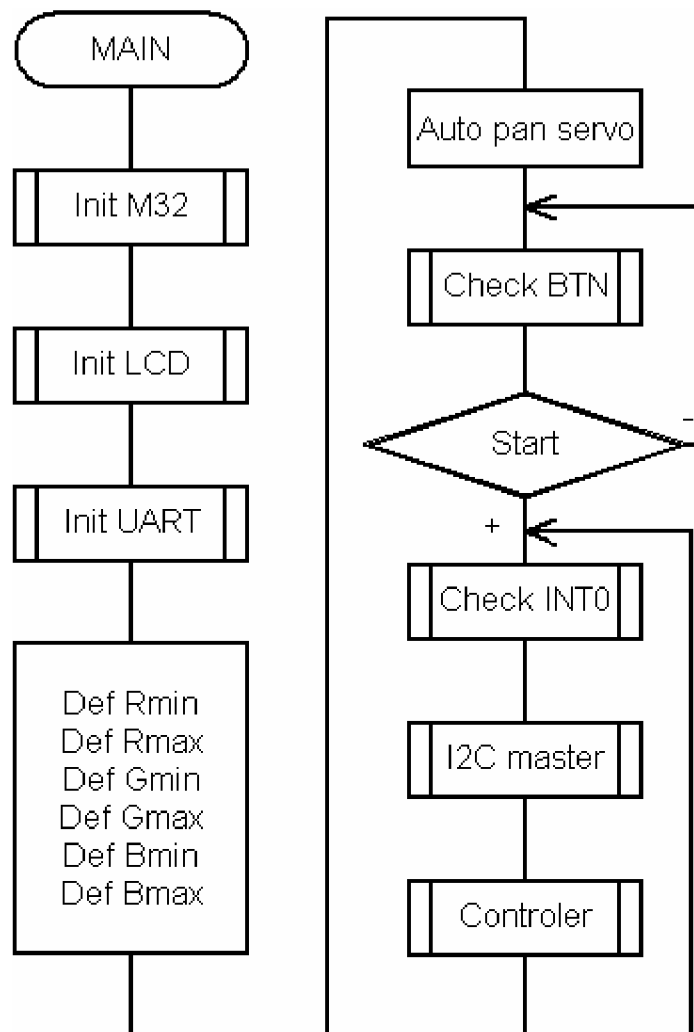 MAIN
Init M32
Init LCD
Init UART
Def Rmin
Def Rmax
Def Gmin
Def Gmax
Def Bmin
Def Bmax
Auto pan servo
Check BTN
Start
-
+
Check INT0
I2C master
Controler